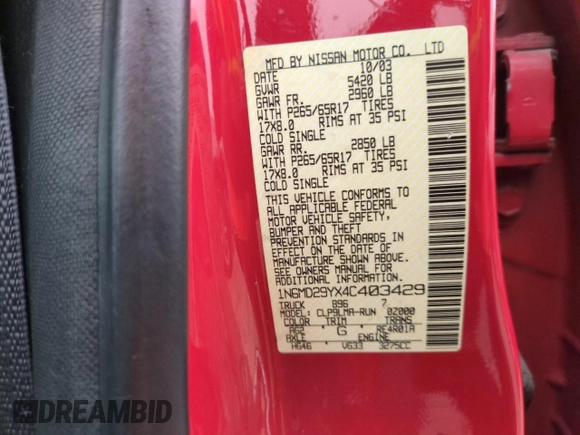 MFD BY NISSAN MOTOR CO. LTD
DATE 10/03
GVWR 5420 LB
GAWR FR. 2960 LB
WITH P265/65R17 TIRES
17X8.0 RIMS AT 35 PSI
COLD SINGLE
GAWR RR. 2850 LB
WITH P265/65R17 TIRES
17X8.0 RIMS AT 35 PSI
COLD SINGLE
THIS VEHICLE CONFORMS TO
ALL APPLICABLE FEDERAL
MOTOR VEHICLE SAFETY,
BUMPER AND THEFT
PREVENTION STANDARDS IN
EFFECT ON THE DATE OF
MANUFACTURE SHOWN ABOVE.
SEE OWNERS MANUAL FOR
ADDITIONAL INFORMATION.
1N6MD29YX4C403429
TRUCK 896 7
MODEL: CLP9LMA-RUN 0Z000
COLOR TRIM TRANS
G RE4R01A
AXLE ENGINE
HG46 VG33 3275CC
DREAMBID